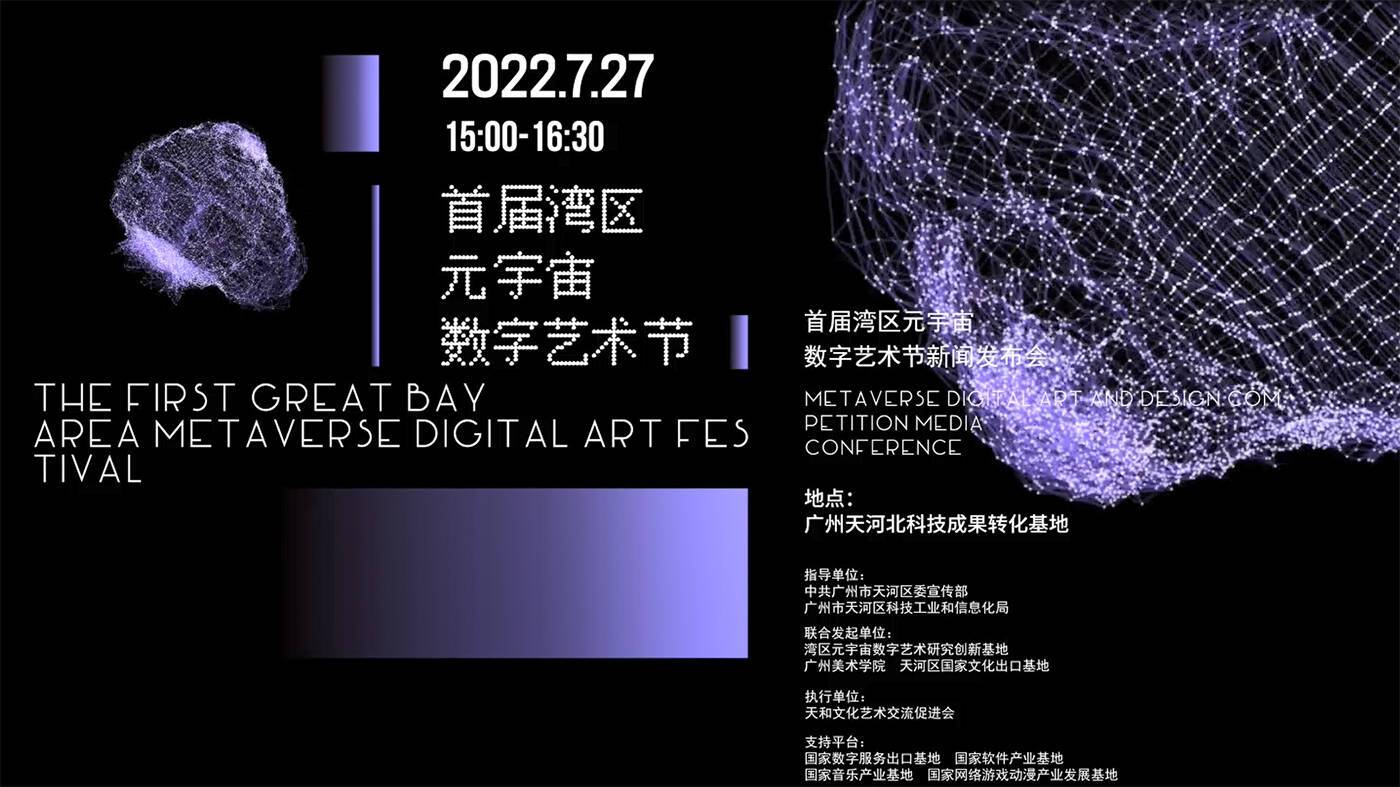 2022.7.27
15:00-16:30
首届湾区
元宇宙
数字艺术节
THE FIRST GREAT BAY
AREA METAVERSE DIGITAL ART FES
TIVAL
首届湾区元宇宙
数字艺术节新闻发布会
METAVERSE DIGITAL ART AND DESIGN COM
PETITION MEDIA
CONFERENCE
地点：
广州天河北科技成果转化基地
指导单位：
中共广州市天河区委宣传部
广州市天河区科技工业和信息化局
联合发起单位：
湾区元宇宙数字艺术研究创新基地
广州美术学院 天河区国家文化出口基地
执行单位：
天和文化艺术交流促进会
支持平台：
国家数字服务出口基地 国家软件产业基地
国家音乐产业基地 国家网络游戏动漫产业发展基地